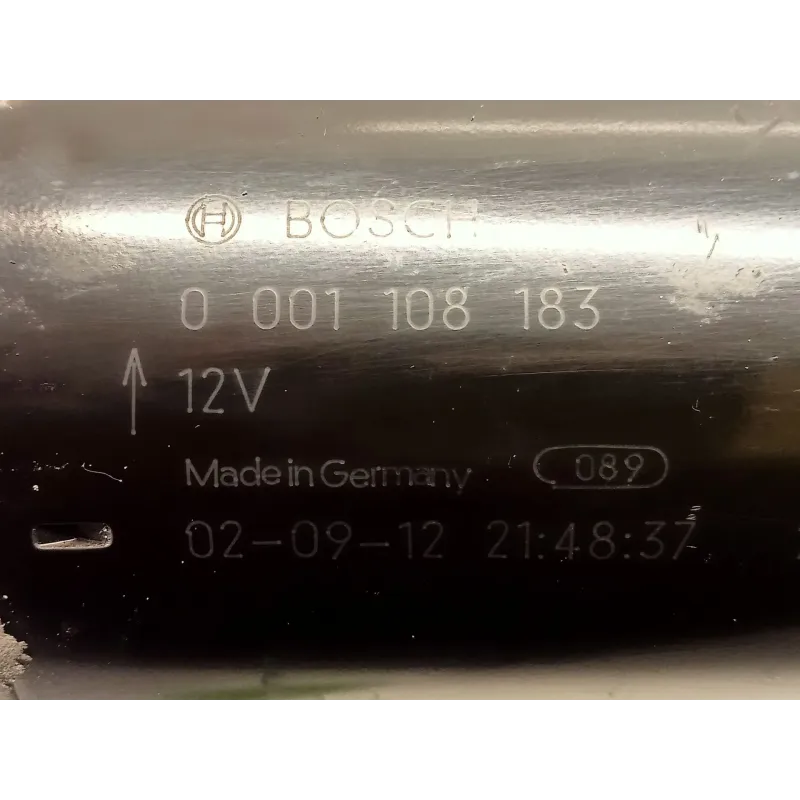 BOSCH
0 001 108 183
12V
Made in Germany 089
02-09-12 21:48:37